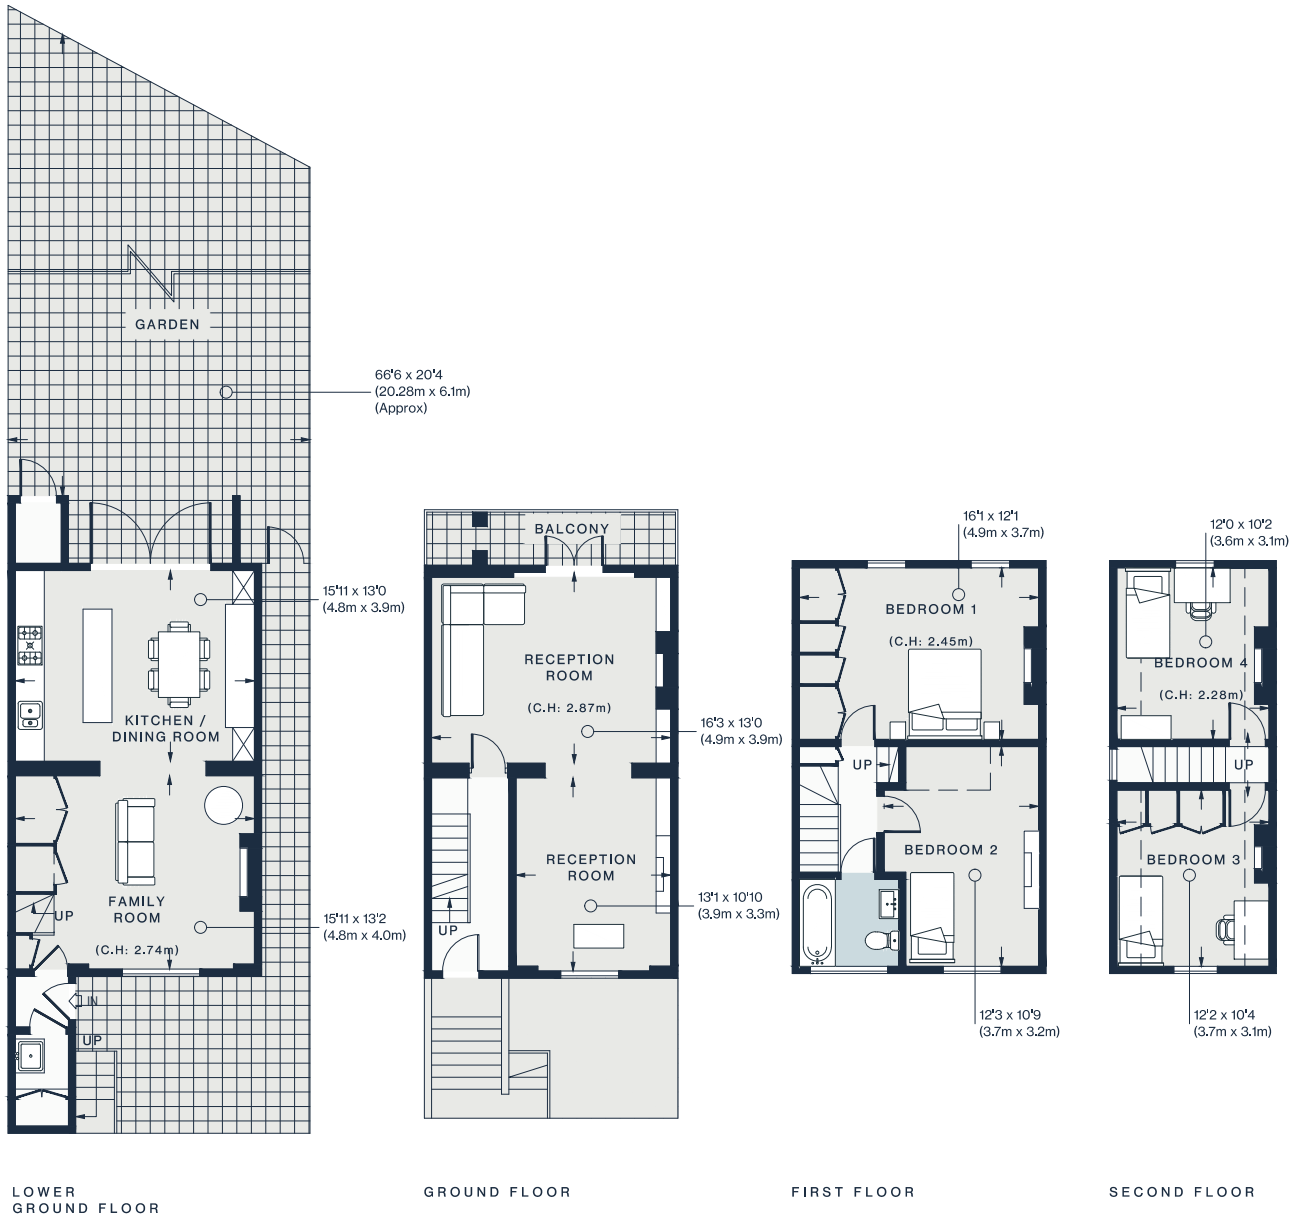 GARDEN
66'6 x 20'4
(20.28m x 6.1m)
(Approx)
15'11 x 13'0
(4.8m x 3.9m)
KITCHEN /
DINING ROOM
FAMILY
ROOM
(C.H: 2.74m)
15'11 x 13'2
(4.8m x 4.0m)
UP
IN
UP
LOWER
GROUND FLOOR
BALCONY
RECEPTION
ROOM
(C.H: 2.87m)
16'3 x 13'0
(4.9m x 3.9m)
RECEPTION
ROOM
13'1 x 10'10
(3.9m x 3.3m)
UP
GROUND FLOOR
16'1 x 12'1
(4.9m x 3.7m)
BEDROOM 1
(C.H: 2.45m)
UP
BEDROOM 2
12'3 x 10'9
(3.7m x 3.2m)
FIRST FLOOR
12'0 x 10'2
(3.6m x 3.1m)
BEDROOM 4
(C.H: 2.28m)
UP
BEDROOM 3
12'2 x 10'4
(3.7m x 3.1m)
SECOND FLOOR